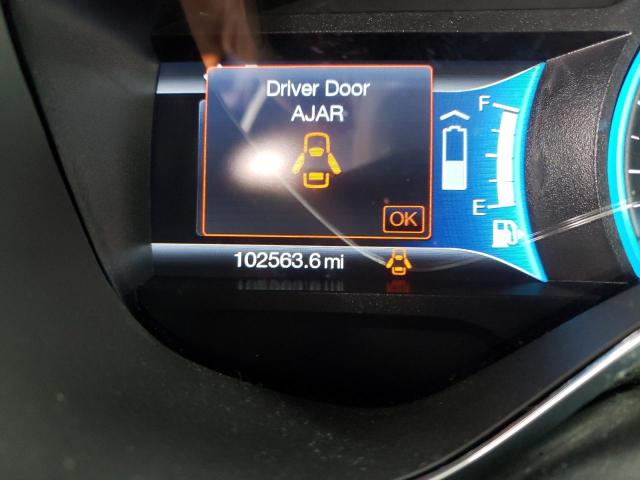 Driver Door
AJAR
OK
F
E
102563.6 mi